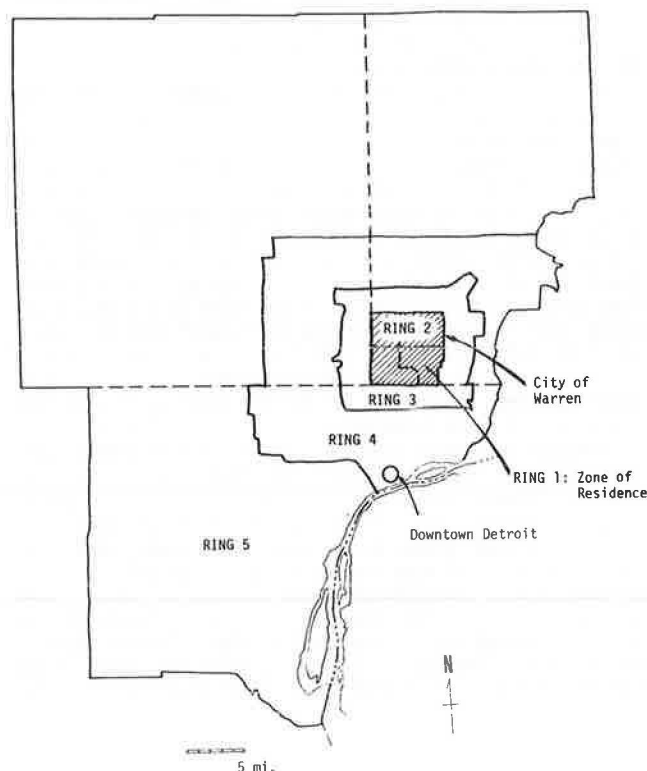 RING 2
City of
Warren
RING 3
RING 4
RING 1: Zone of
Residence
Downtown Detroit
RING 5
N
5 mi.